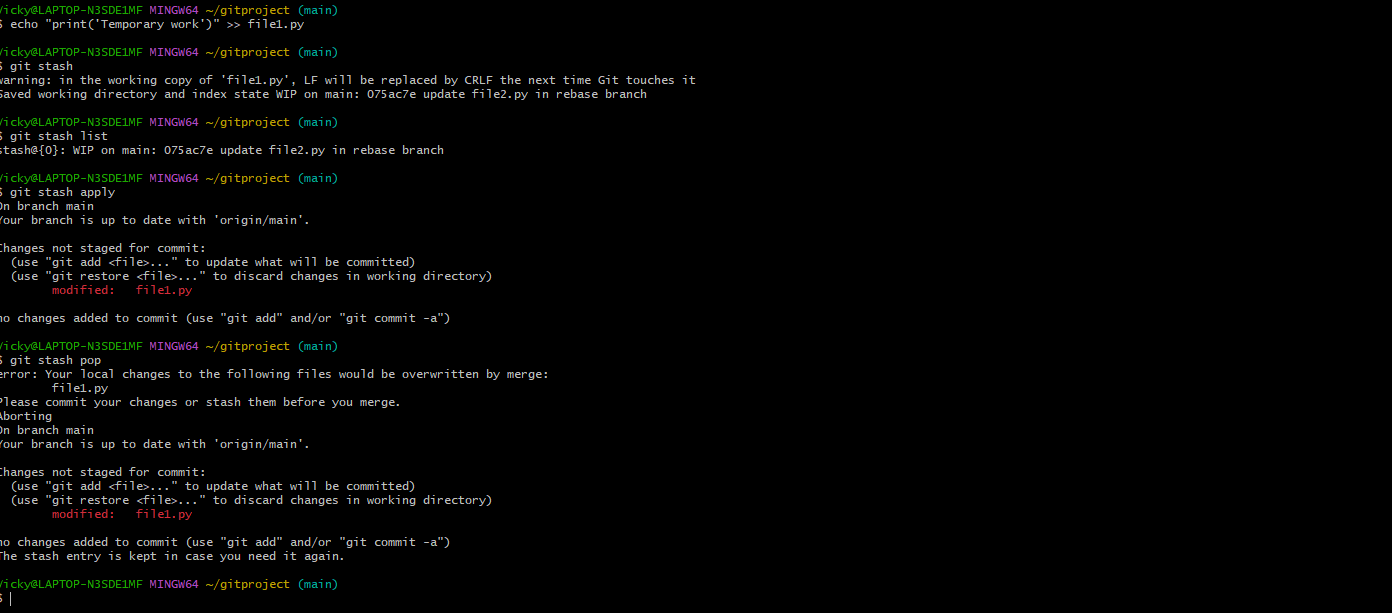 Vicky@LAPTOP-N3SDE1MF MINGW64 ~/gitproject (main)
$ echo "print('Temporary work')" >> file1.py
Vicky@LAPTOP-N3SDE1MF MINGW64 ~/gitproject (main)
$ git stash
warning: in the working copy of 'file1.py', LF will be replaced by CRLF the next time Git touches it
Saved working directory and index state WIP on main: 075ac7e update file2.py in rebase branch
Vicky@LAPTOP-N3SDE1MF MINGW64 ~/gitproject (main)
$ git stash list
stash@{0}: WIP on main: 075ac7e update file2.py in rebase branch
Vicky@LAPTOP-N3SDE1MF MINGW64 ~/gitproject (main)
$ git stash apply
On branch main
Your branch is up to date with 'origin/main'.
Changes not staged for commit:
  (use "git add <file>..." to update what will be committed)
  (use "git restore <file>..." to discard changes in working directory)
        modified:   file1.py
no changes added to commit (use "git add" and/or "git commit -a")
Vicky@LAPTOP-N3SDE1MF MINGW64 ~/gitproject (main)
$ git stash pop
error: Your local changes to the following files would be overwritten by merge:
        file1.py
Please commit your changes or stash them before you merge.
Aborting
On branch main
Your branch is up to date with 'origin/main'.
Changes not staged for commit:
  (use "git add <file>..." to update what will be committed)
  (use "git restore <file>..." to discard changes in working directory)
        modified:   file1.py
no changes added to commit (use "git add" and/or "git commit -a")
The stash entry is kept in case you need it again.
Vicky@LAPTOP-N3SDE1MF MINGW64 ~/gitproject (main)
$